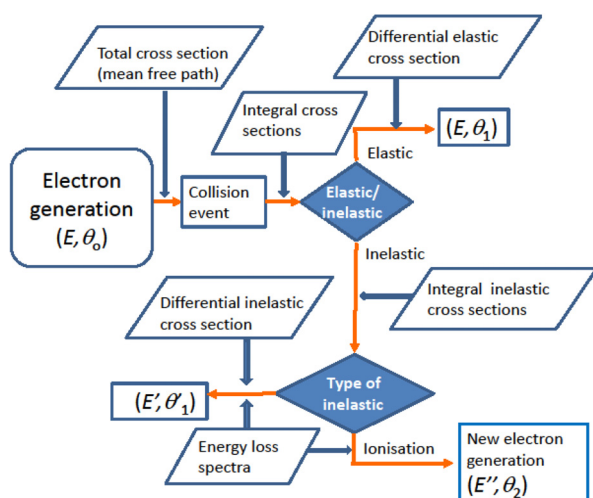 Total cross section
(mean free path)
Differential elastic
cross section
Integral cross
sections
(E, θ₁)
Elastic
Electron
generation
(E, θₒ)
Collision
event
Elastic/
inelastic
Inelastic
Differential inelastic
cross section
Integral inelastic
cross sections
Type of
inelastic
(E′, θ′₁)
Energy loss
spectra
Ionisation
New electron
generation
(E″, θ₂)